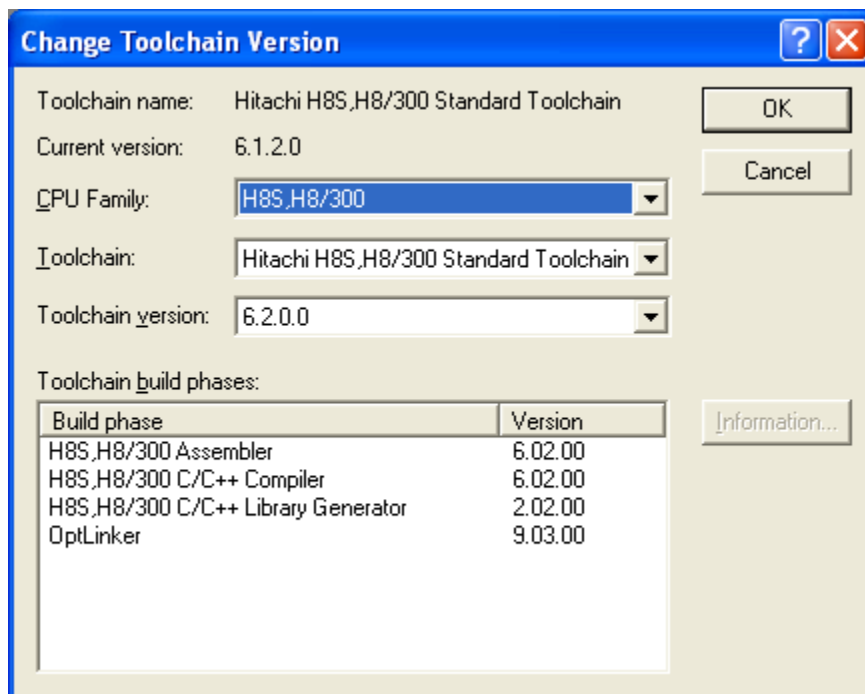 Change Toolchain Version
Toolchain name: Hitachi H8S,H8/300 Standard Toolchain
OK
Current version: 6.1.2.0
Cancel
CPU Family: H8S,H8/300
Toolchain: Hitachi H8S,H8/300 Standard Toolchain
Toolchain version: 6.2.0.0
Toolchain build phases:
Build phase Version
Information...
H8S,H8/300 Assembler 6.02.00
H8S,H8/300 C/C++ Compiler 6.02.00
H8S,H8/300 C/C++ Library Generator 2.02.00
OptLinker 9.03.00